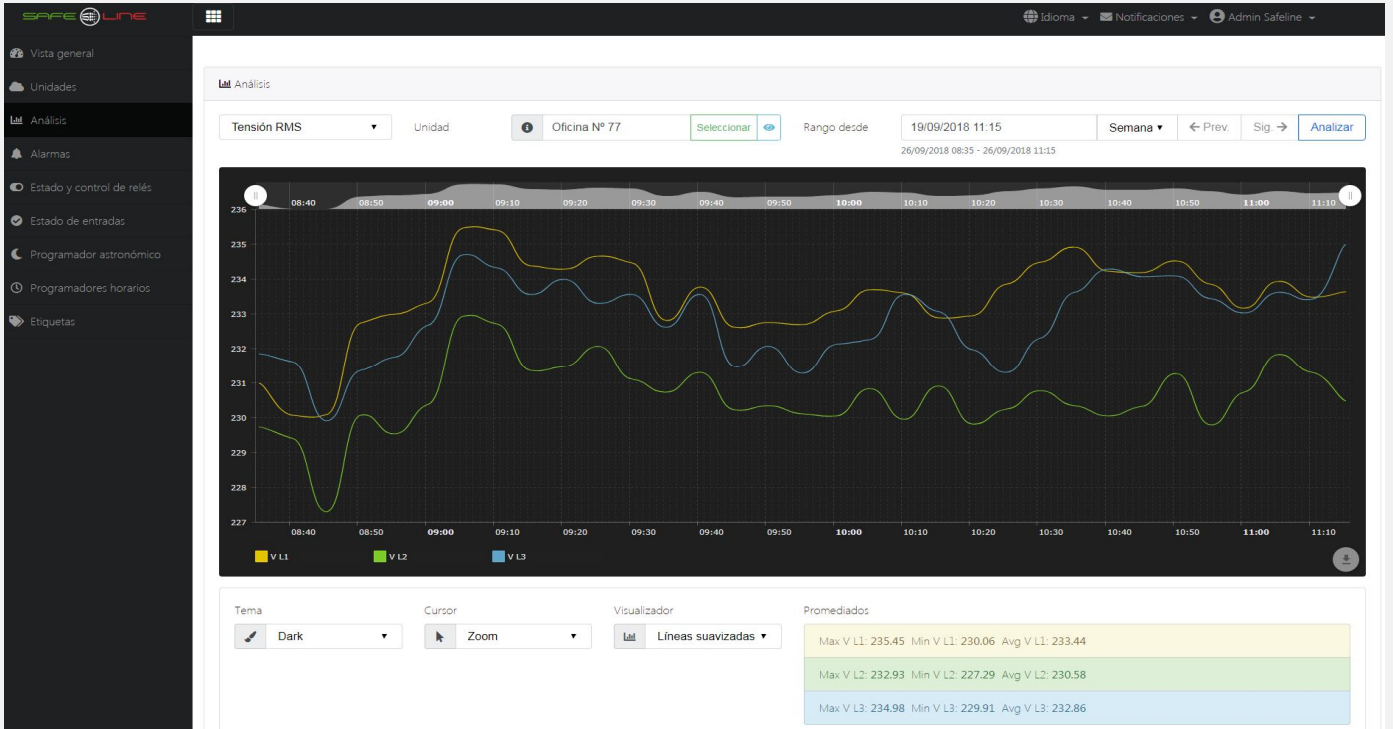 SAFE LINE
Idioma
Notificaciones
Admin Safeline
Vista general
Unidades
Análisis
Alarmas
Estado y control de relés
Estado de entradas
Programador astronómico
Programadores horarios
Etiquetas
Análisis
Tensión RMS
Unidad
Oficina Nº 77
Seleccionar
Rango desde
19/09/2018 11:15
Semana
← Prev.
Sig. →
Analizar
26/09/2018 08:35 - 26/09/2018 11:15
08:40 08:50 09:00 09:10 09:20 09:30 09:40 09:50 10:00 10:10 10:20 10:30 10:40 10:50 11:00 11:10
236
235
234
233
232
231
230
229
228
227
08:40 08:50 09:00 09:10 09:20 09:30 09:40 09:50 10:00 10:10 10:20 10:30 10:40 10:50 11:00 11:10
V L1 V L2 V L3
Tema
Dark
Cursor
Zoom
Visualizador
Líneas suavizadas
Promediados
Max V L1: 235.45 Min V L1: 230.06 Avg V L1: 233.44
Max V L2: 232.93 Min V L2: 227.29 Avg V L2: 230.58
Max V L3: 234.98 Min V L3: 229.91 Avg V L3: 232.86